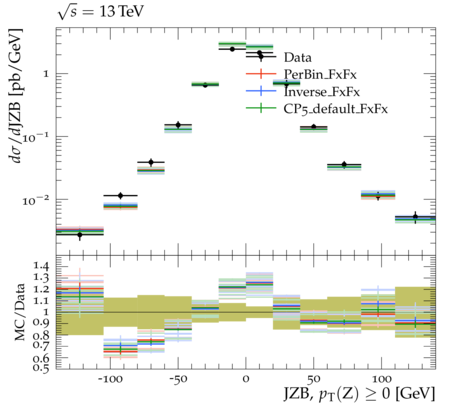 √s = 13 TeV
dσ/dJZB [pb/GeV]
1
10⁻¹
10⁻²
Data
PerBin_FxFx
Inverse_FxFx
CP5_default_FxFx
MC/Data
1.4
1.3
1.2
1.1
1
0.9
0.8
0.7
0.6
0.5
-100 -50 0 50 100
JZB, p_T(Z) ≥ 0 [GeV]